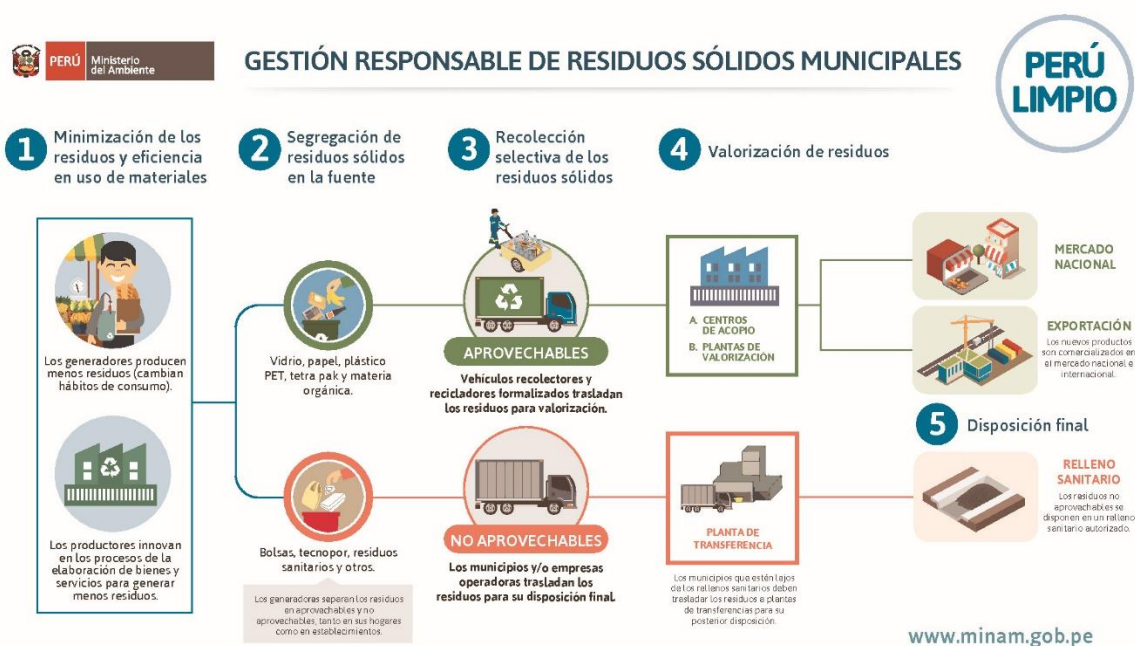 PERÚ
Ministerio
del Ambiente
GESTIÓN RESPONSABLE DE RESIDUOS SÓLIDOS MUNICIPALES
PERÚ
LIMPIO
1
Minimización de los
residuos y eficiencia
en uso de materiales
2
Segregación de
residuos sólidos
en la fuente
3
Recolección
selectiva de los
residuos sólidos
4
Valorización de residuos
Los generadores producen
menos residuos (cambian
hábitos de consumo).
Los productores innovan
en los procesos de la
elaboración de bienes y
servicios para generar
menos residuos.
Vidrio, papel, plástico
PET, tetra pak y materia
orgánica.
Bolsas, tecnopor, residuos
sanitarios y otros.
Los generadores separan los residuos
en aprovechables y no
aprovechables, tanto en sus hogares
como en establecimientos.
APROVECHABLES
Vehículos recolectores y
recicladores formalizados trasladan
los residuos para valorización.
NO APROVECHABLES
Los municipios y/o empresas
operadoras trasladan los
residuos para su disposición final.
A. CENTROS
DE ACOPIO
B. PLANTAS DE
VALORIZACIÓN
PLANTA DE
TRANSFERENCIA
Los municipios que estén lejos
de los rellenos sanitarios deben
trasladar los residuos a plantas
de transferencias para su
posterior disposición.
MERCADO
NACIONAL
EXPORTACIÓN
Los nuevos productos
son comercializados en
el mercado nacional e
internacional.
5
Disposición final
RELLENO
SANITARIO
Los residuos no
aprovechables se
disponen en un relleno
sanitario autorizado.
www.minam.gob.pe